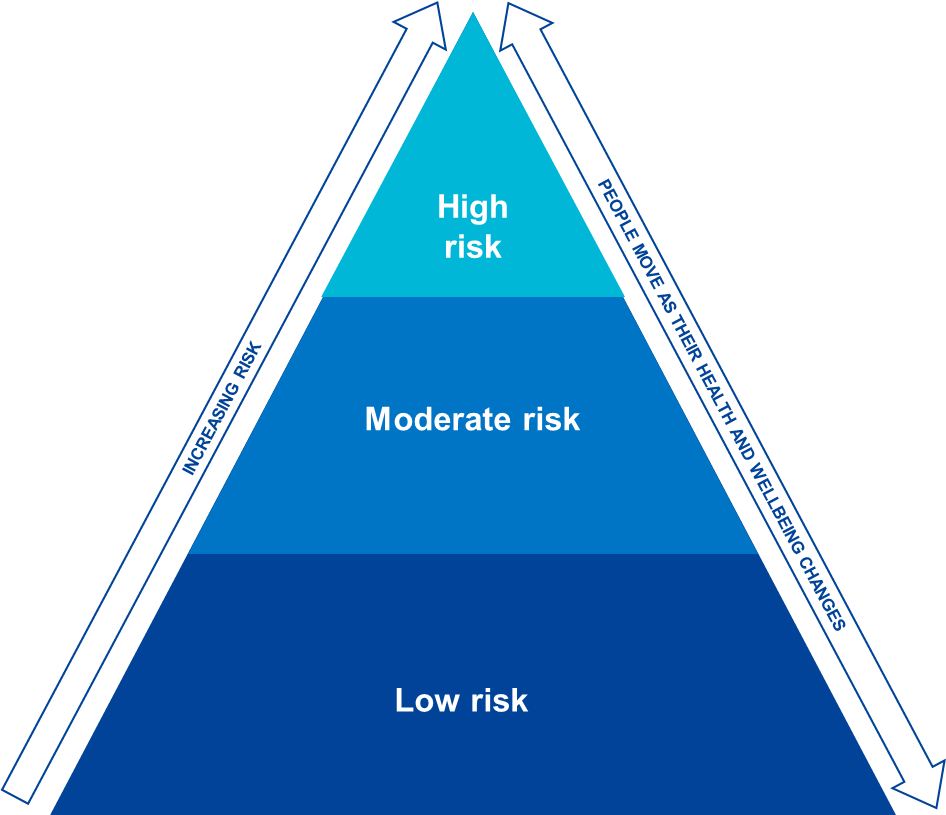 High
risk
Moderate risk
Low risk
INCREASING RISK
PEOPLE MOVE AS THEIR HEALTH AND WELLBEING CHANGES